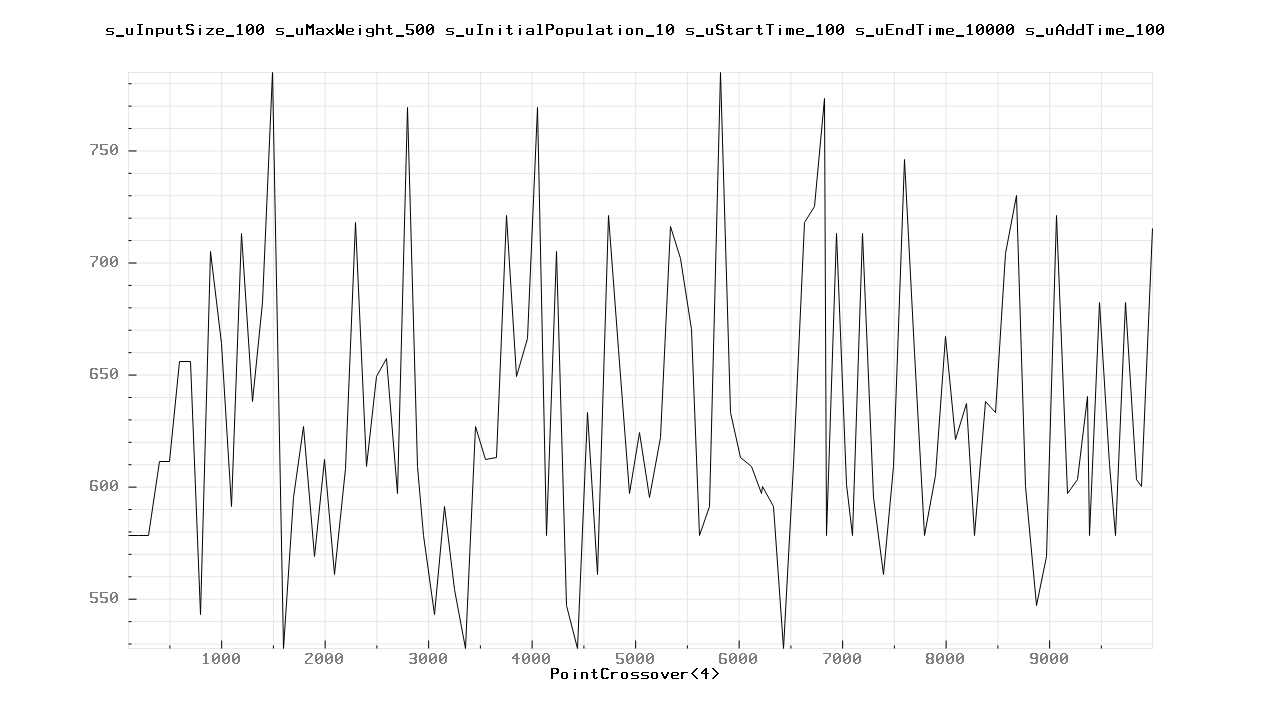 s_uInputSize_100 s_uMaxWeight_500 s_uInitialPopulation_10 s_uStartTime_100 s_uEndTime_10000 s_uAddTime_100
750
700
650
600
550
1000 2000 3000 4000 5000 6000 7000 8000 9000
PointCrossover<4>